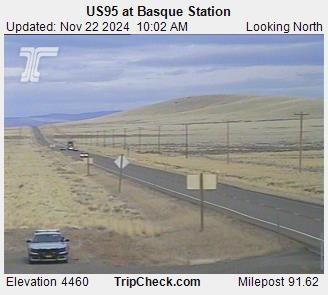 US95 at Basque Station
Updated: Nov 22 2024 10:02 AM Looking North
Elevation 4460 TripCheck.com Milepost 91.62